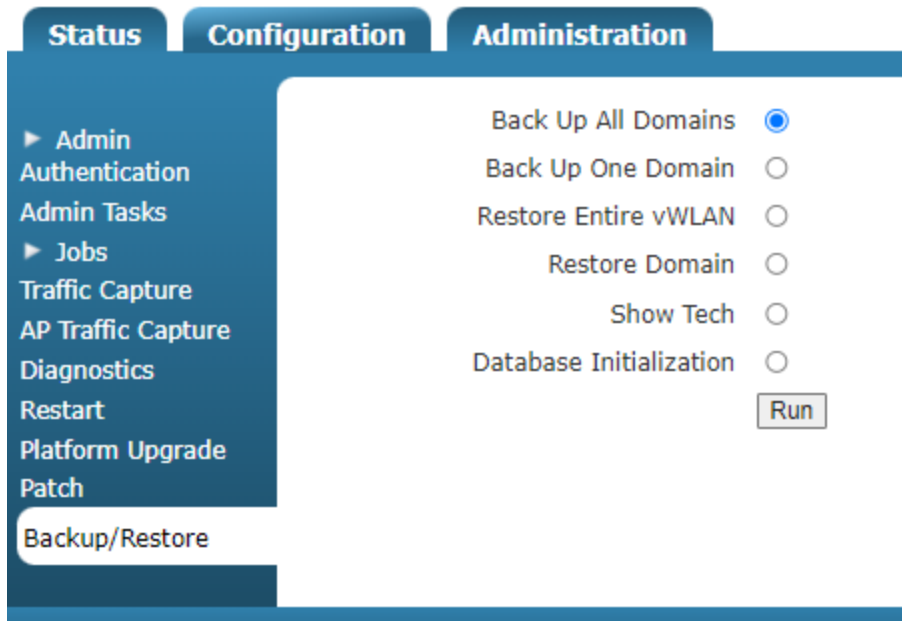 Status Configuration Administration
Admin
Authentication
Admin Tasks
Jobs
Traffic Capture
AP Traffic Capture
Diagnostics
Restart
Platform Upgrade
Patch
Backup/Restore
Back Up All Domains
Back Up One Domain
Restore Entire vWLAN
Restore Domain
Show Tech
Database Initialization
Run